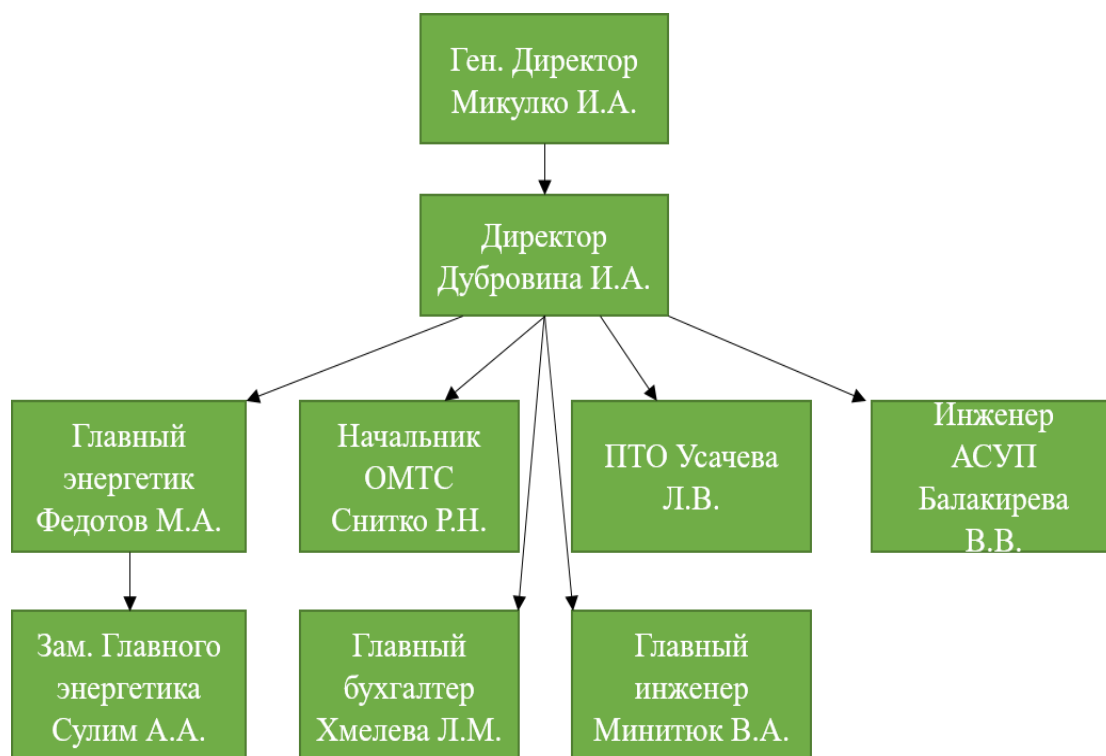 Ген. Директор
Микулко И.А.
Директор
Дубровина И.А.
Главный
энергетик
Федотов М.А.
Начальник
ОМТС
Снитко Р.Н.
ПТО Усачева
Л.В.
Инженер
АСУП
Балакирева
В.В.
Зам. Главного
энергетика
Сулим А.А.
Главный
бухгалтер
Хмелева Л.М.
Главный
инженер
Минитюк В.А.